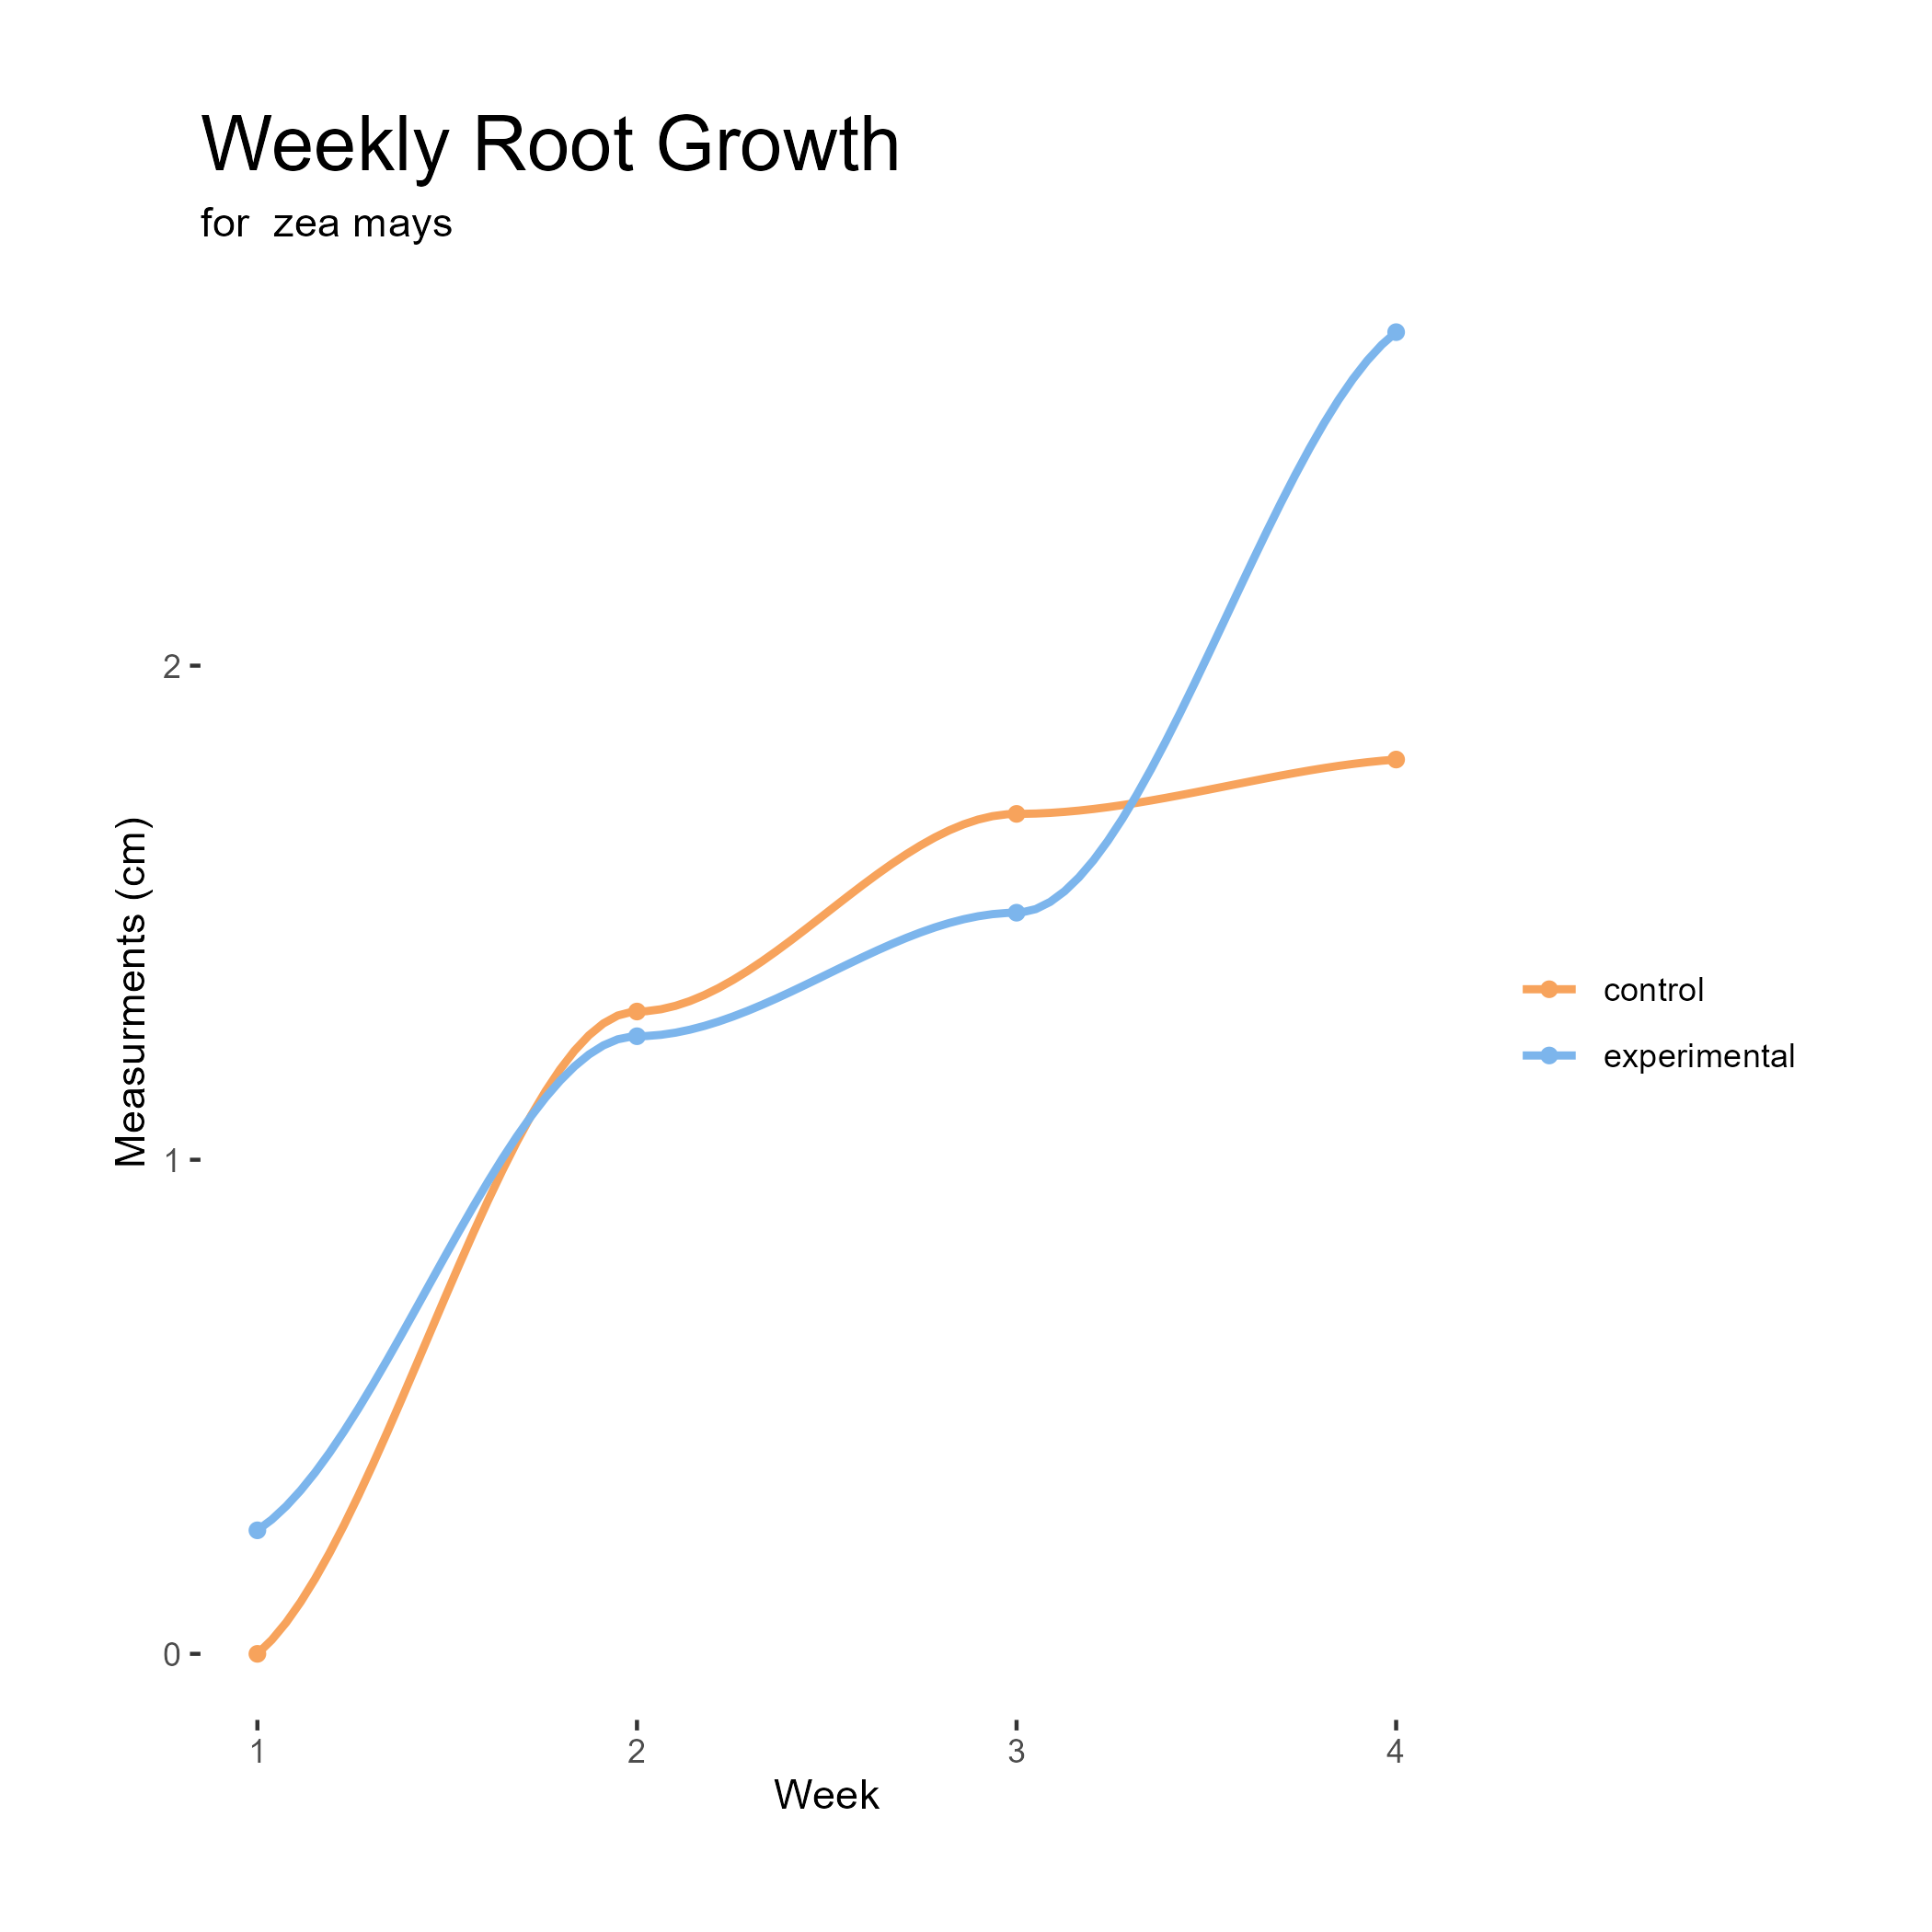 Weekly Root Growth
for  zea mays
Measurments (cm)
2
1
0
1
2
3
4
Week
control
experimental